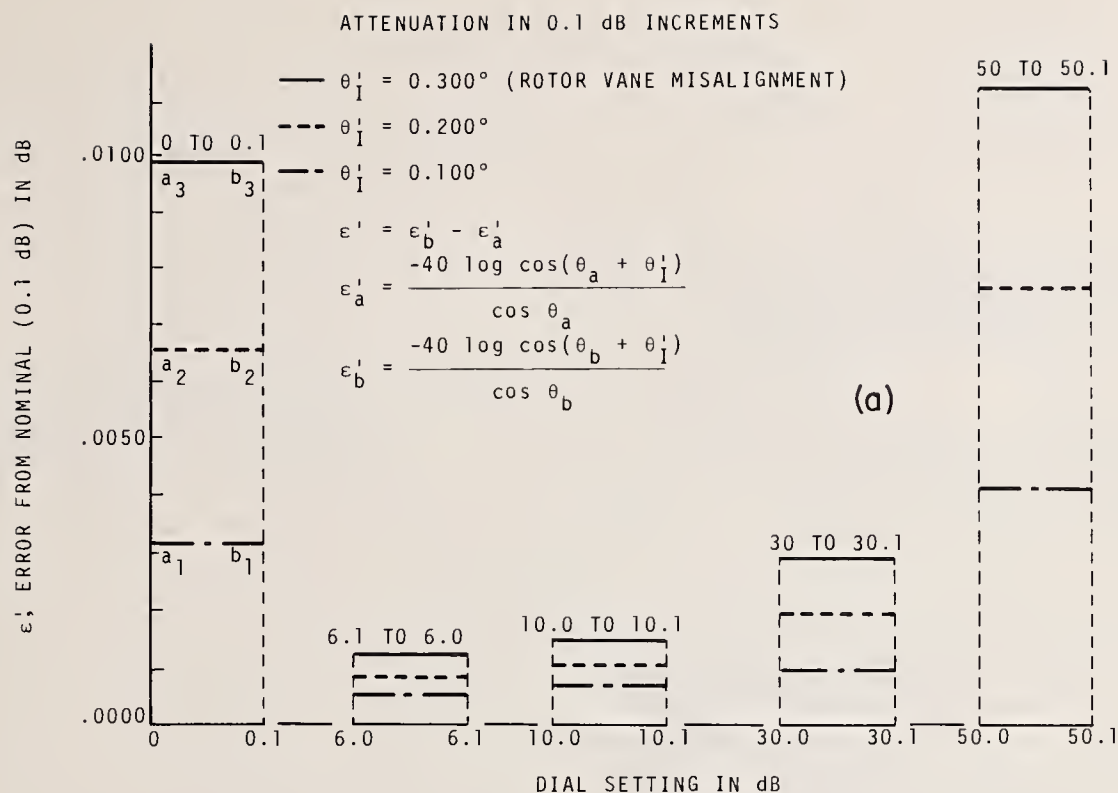 ATTENUATION IN 0.1 dB INCREMENTS
θ'I = 0.300° (ROTOR VANE MISALIGNMENT)
θ'I = 0.200°
θ'I = 0.100°
ε' = ε'b - ε'a
ε'a = -40 log cos(θa + θ'I)
cos θa
ε'b = -40 log cos(θb + θ'I)
cos θb
(a)
ε', ERROR FROM NOMINAL (0.1 dB) IN dB
.0100
.0050
.0000
0 TO 0.1
a3 b3
a2 b2
a1 b1
6.1 TO 6.0
10.0 TO 10.1
30 TO 30.1
50 TO 50.1
0 0.1 6.0 6.1 10.0 10.1 30.0 30.1 50.0 50.1
DIAL SETTING IN dB